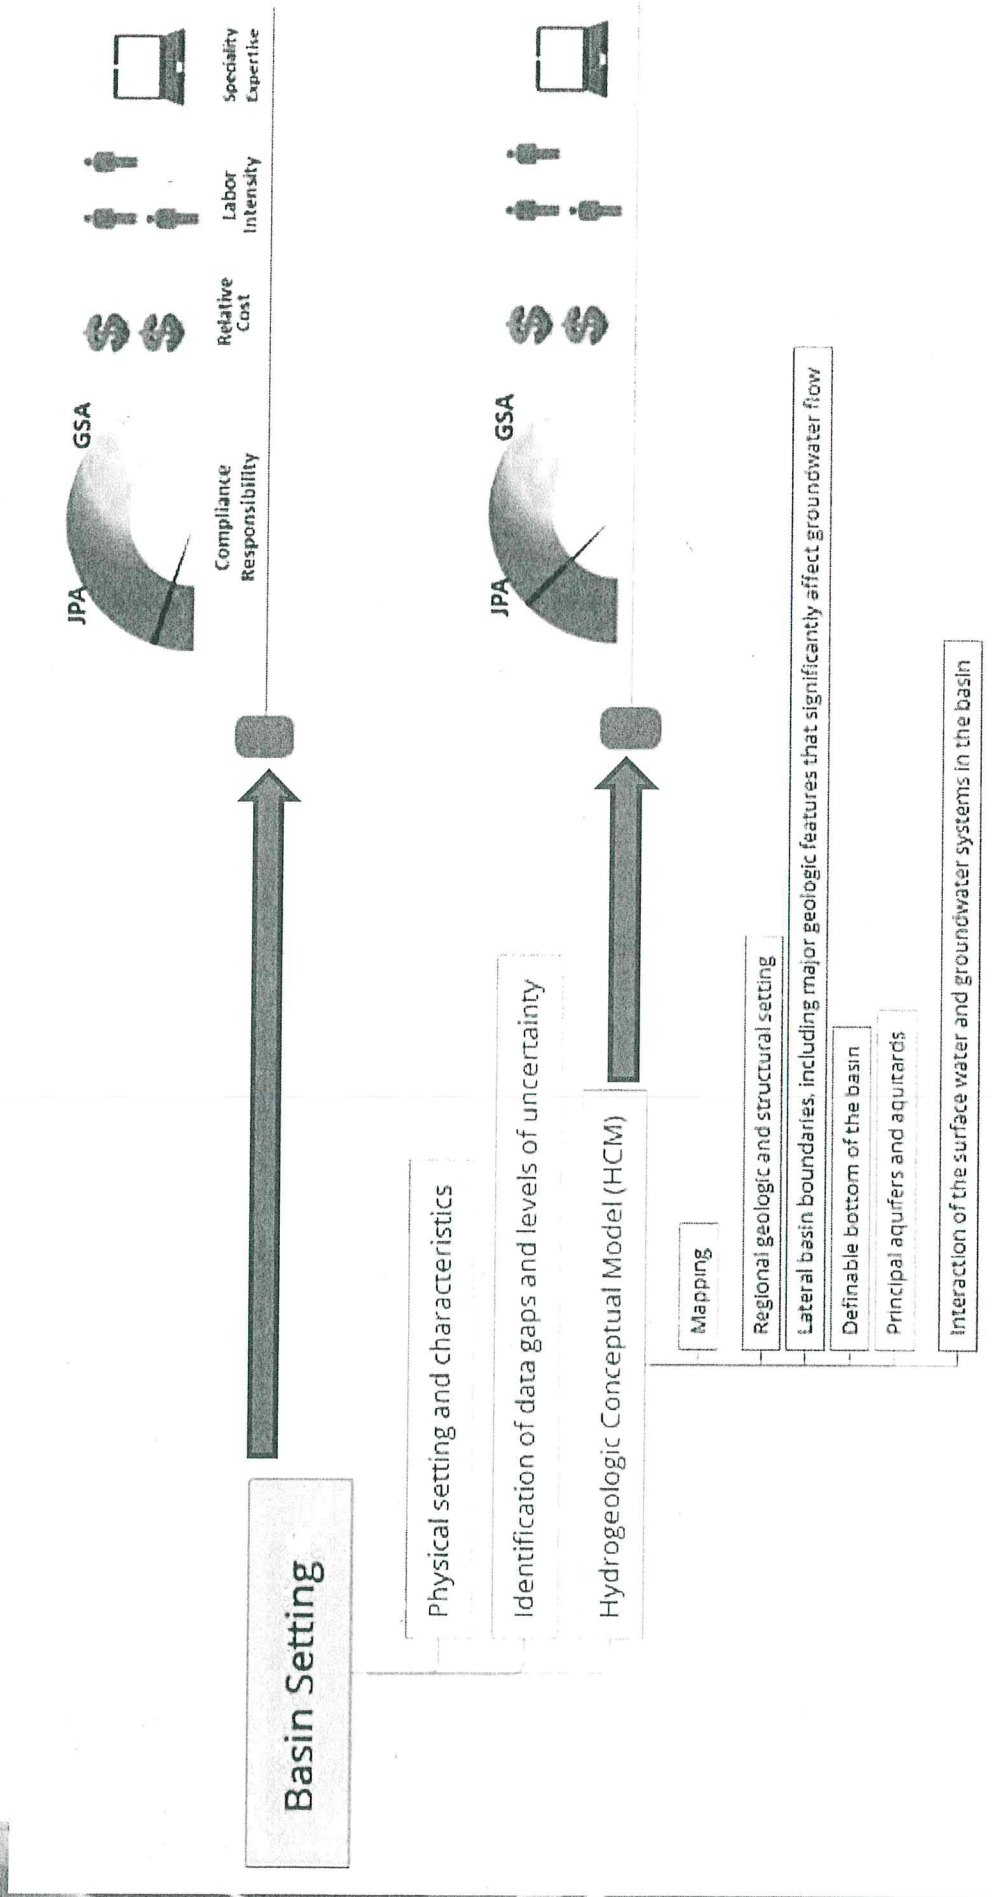 Basin Setting
JPA
GSA
Compliance
Responsibility
$
$
Relative
Cost
Labor
Intensity
Speciality
Expertise
Physical setting and characteristics
Identification of data gaps and levels of uncertainty
Hydrogeologic Conceptual Model (HCM)
JPA
GSA
$
$
Mapping
Regional geologic and structural setting
Lateral basin boundaries, including major geologic features that significantly affect groundwater flow
Definable bottom of the basin
Principal aquifers and aquitards
Interaction of the surface water and groundwater systems in the basin